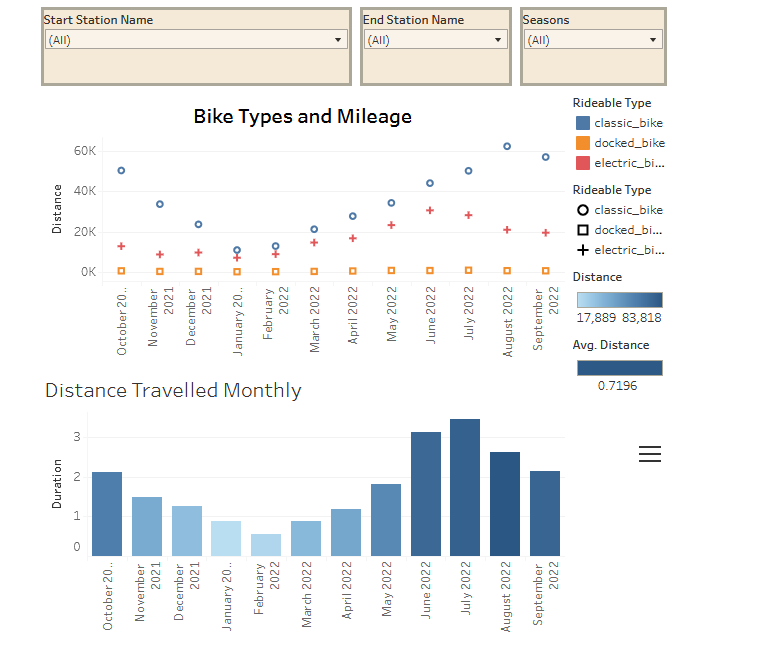 Start Station Name
(All)
End Station Name
(All)
Seasons
(All)
Bike Types and Mileage
Distance
60K
40K
20K
0K
October 20..
November 2021
December 2021
January 20..
February 2022
March 2022
April 2022
May 2022
June 2022
July 2022
August 2022
September 2022
Rideable Type
classic_bike
docked_bike
electric_bi...
Rideable Type
classic_bike
docked_bi...
electric_bi...
Distance
17,889 83,818
Avg. Distance
0.7196
Distance Travelled Monthly
Duration
3
2
1
0
October 20..
November 2021
December 2021
January 20..
February 2022
March 2022
April 2022
May 2022
June 2022
July 2022
August 2022
September 2022